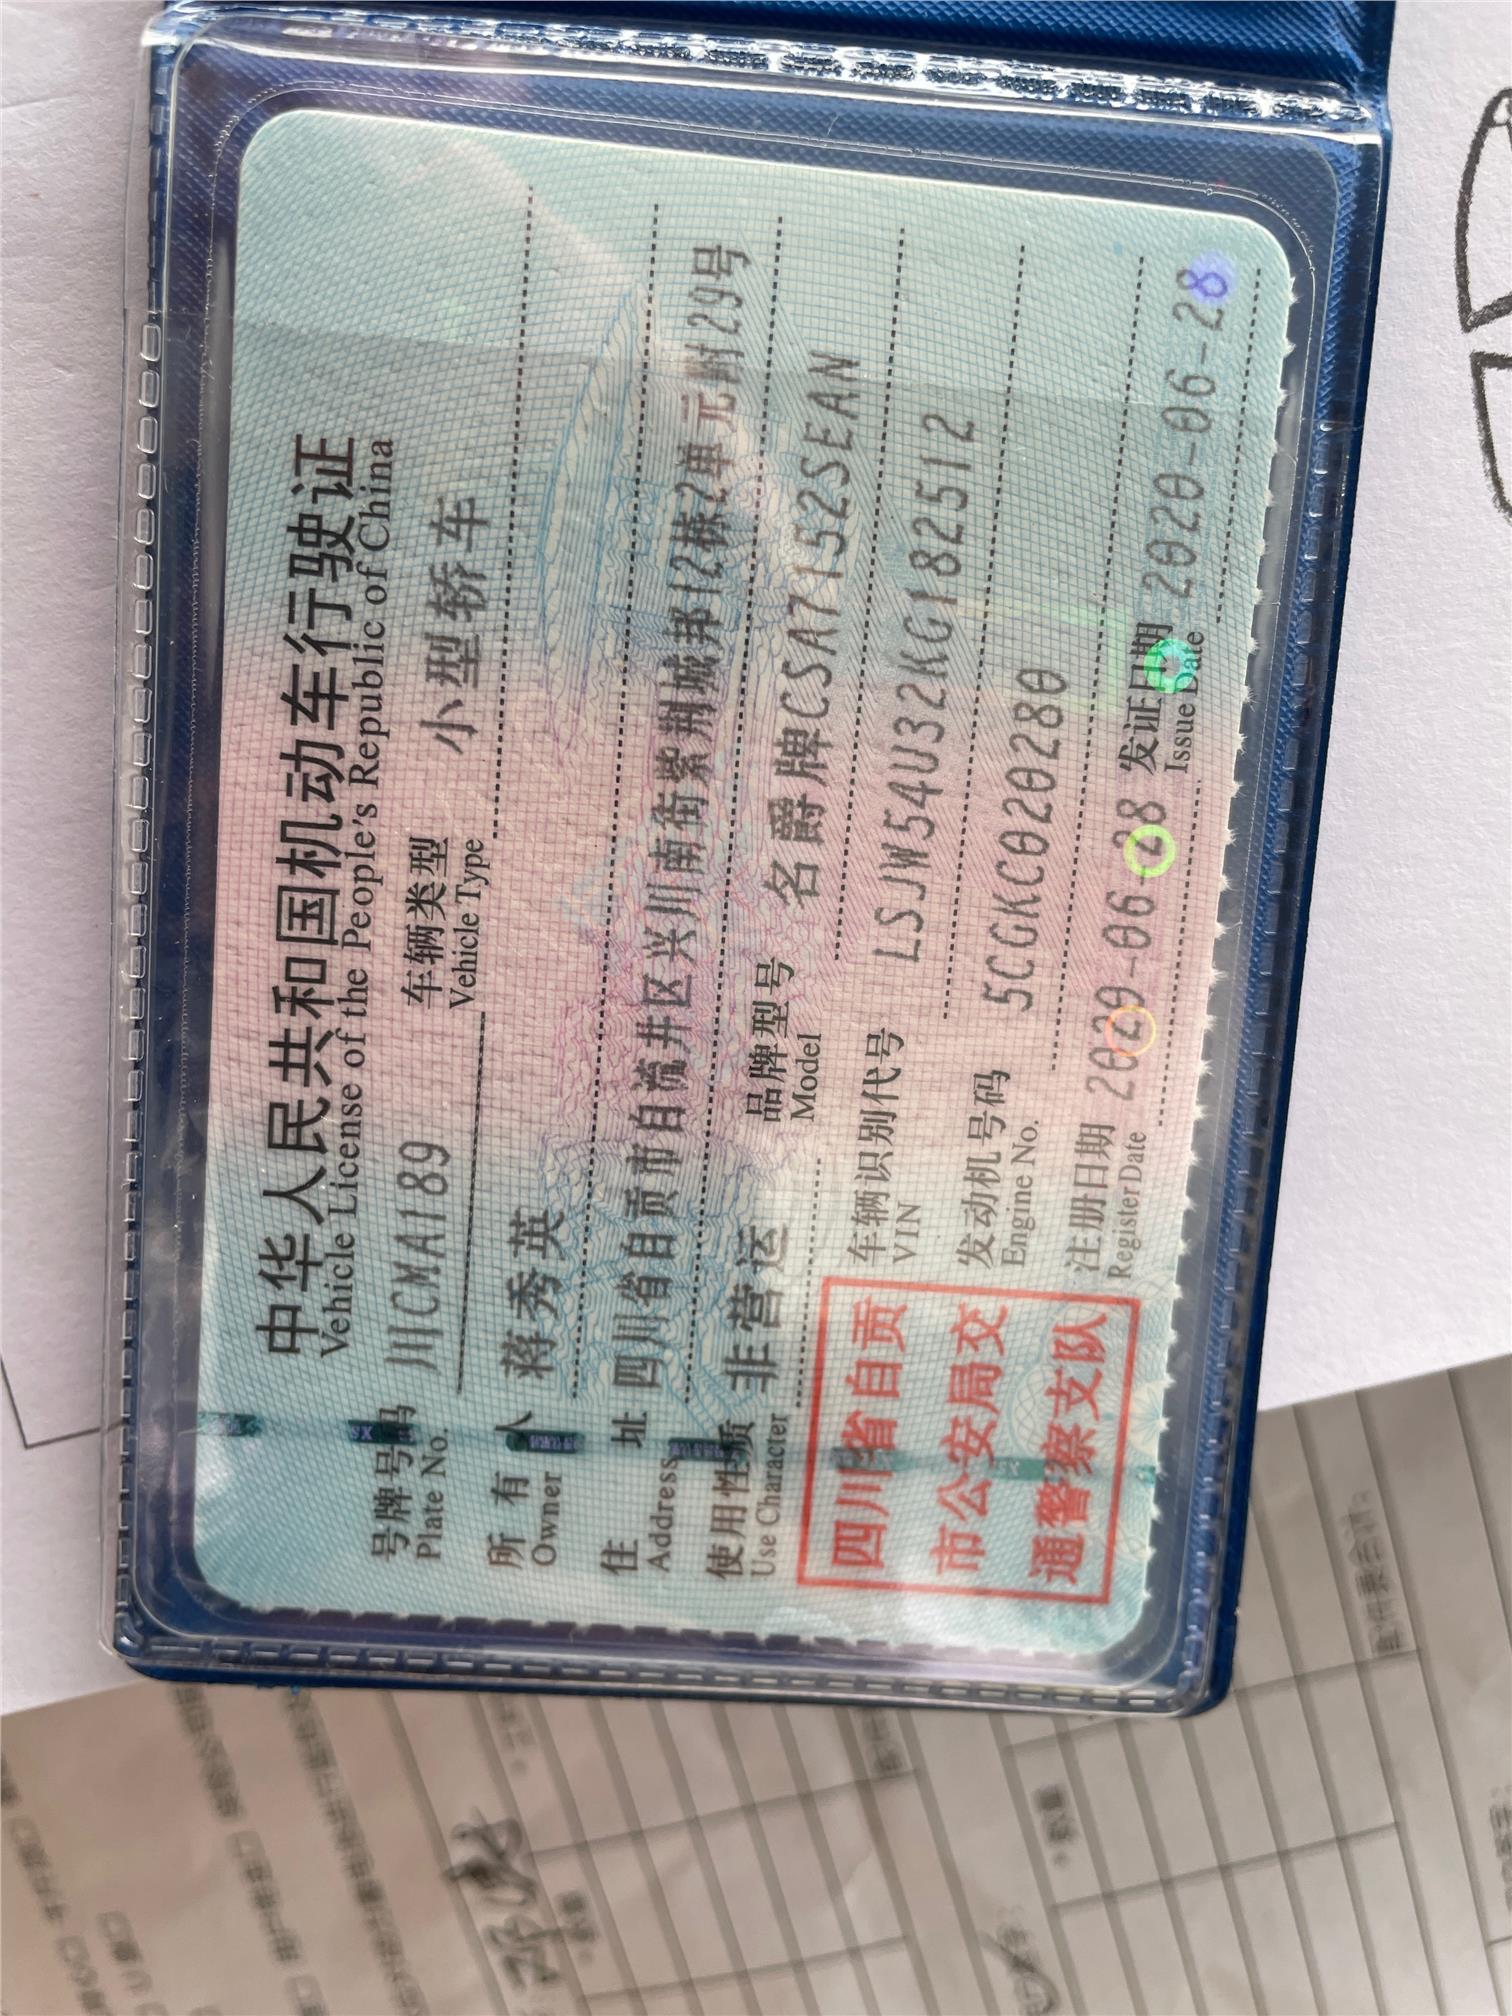 中华人民共和国机动车行驶证
Vehicle License of the People's Republic of China
号牌号码 川CMA189 车辆类型 小型轿车
Plate No. Vehicle Type
所有人 蒋秀英
Owner
住址 四川省自贡市自流井区兴川南街紫荆城邦12栋2单元附29号
Address
使用性质 非营运 品牌型号 名爵牌CSA7152SEAN
Use Character Model
车辆识别代号 LSJW54U32KG182512
VIN
发动机号码 5CGKC020280
Engine No.
注册日期 2020-06-28 发证日期 2020-06-28
Register Date Issue Date
四川省自贡
市公安局交
通警察支队